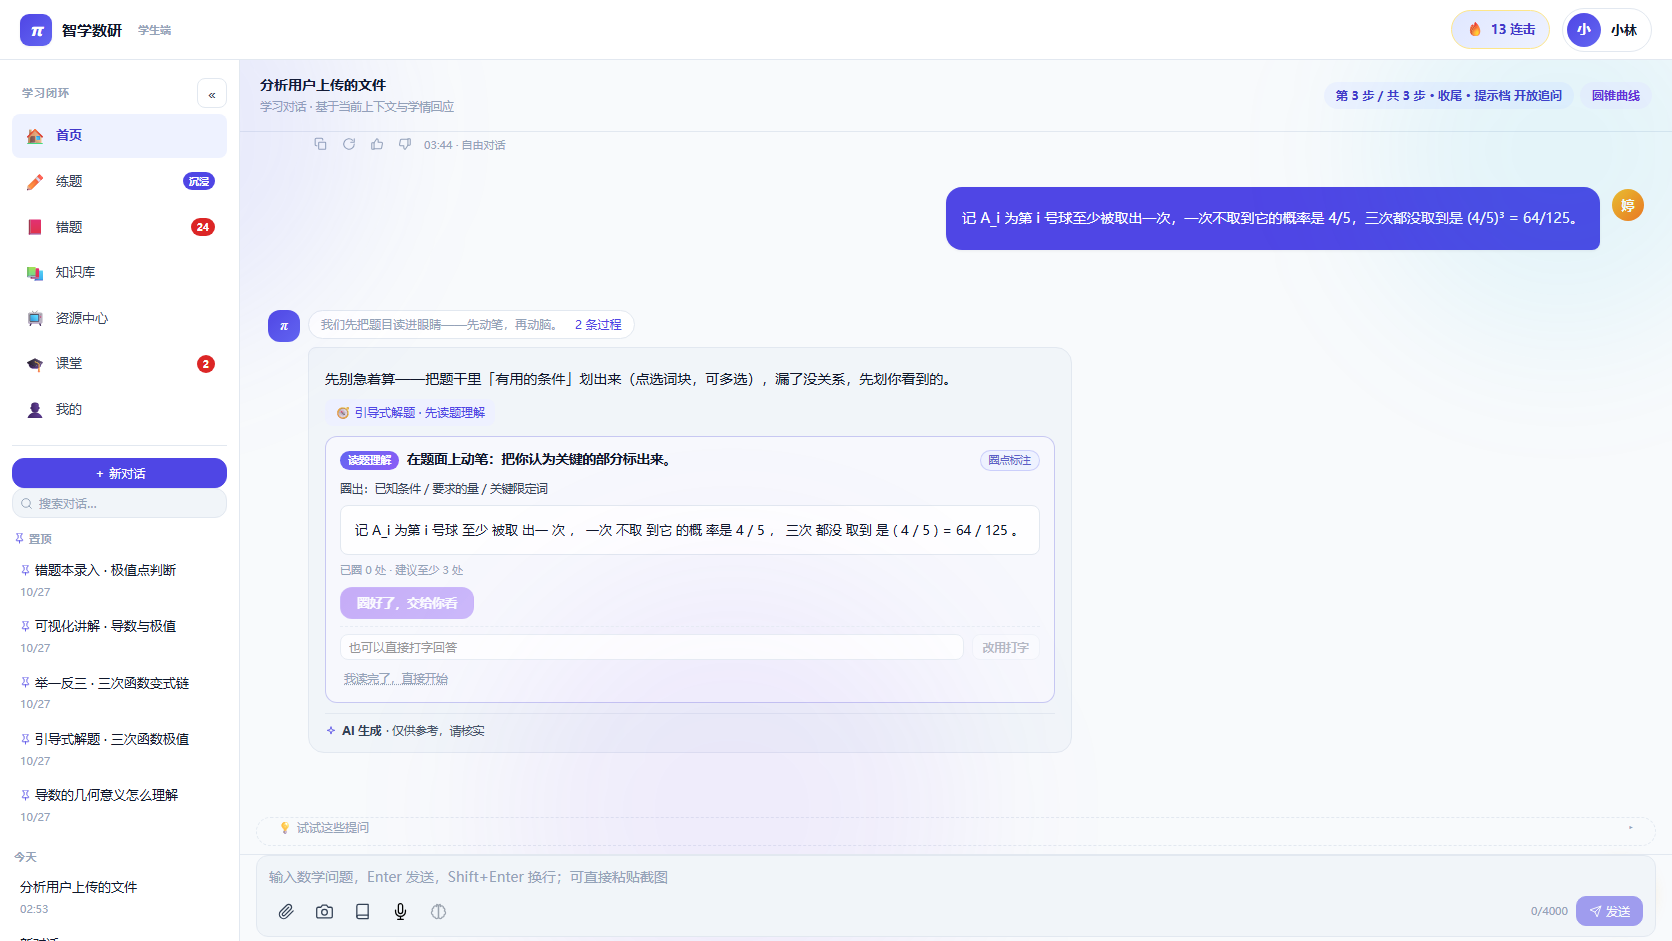 π 智学数研 学生端
13 连击
小 小林
学习闭环 «
首页
练题 沉浸
错题 24
知识库
资源中心
课堂 2
我的
+ 新对话
搜索对话...
置顶
错题本录入 · 极值点判断
10/27
可视化讲解 · 导数与极值
10/27
举一反三 · 三次函数变式链
10/27
引导式解题 · 三次函数极值
10/27
导数的几何意义怎么理解
10/27
今天
分析用户上传的文件
02:53
分析用户上传的文件
学习对话 · 基于当前上下文与学情回应
第 3 步 / 共 3 步 • 收尾 • 提示档 开放追问 圆锥曲线
03:44 · 自由对话
记 A_i 为第 i 号球至少被取出一次，一次不取到它的概率是 4/5，三次都没取到是 (4/5)³ = 64/125。
婷
π 我们先把题目读进眼睛——先动笔，再动脑。 2 条过程
先别急着算——把题干里「有用的条件」划出来（点选词块，可多选），漏了没关系，先划你看到的。
引导式解题 · 先读题理解
读题理解 在题面上动笔：把你认为关键的部分标出来。 圈点标注
圈出：已知条件 / 要求的量 / 关键限定词
记 A_i 为第 i 号球 至少 被取 出一 次 ， 一次 不取 到它 的概 率是 4 / 5 ， 三次 都没 取到 是 ( 4 / 5 ) = 64 / 125 。
已圈 0 处 · 建议至少 3 处
圈好了，交给你看
也可以直接打字回答 改用打字
我读完了，直接开始
AI 生成 · 仅供参考，请核实
试试这些提问
输入数学问题，Enter 发送，Shift+Enter 换行；可直接粘贴截图
0/4000 发送